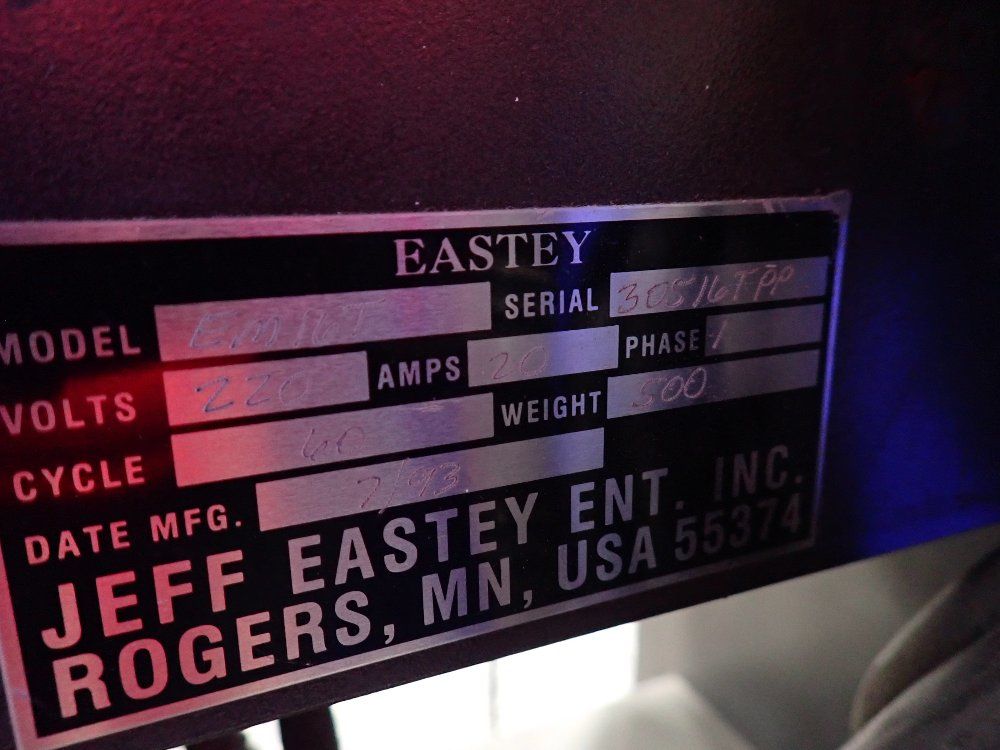 EASTEY
MODEL EM16T SERIAL 30516TPP
VOLTS 220 AMPS 20 PHASE 1
CYCLE 60 WEIGHT 500
DATE MFG. 7/93
JEFF EASTEY ENT. INC.
ROGERS, MN, USA 55374